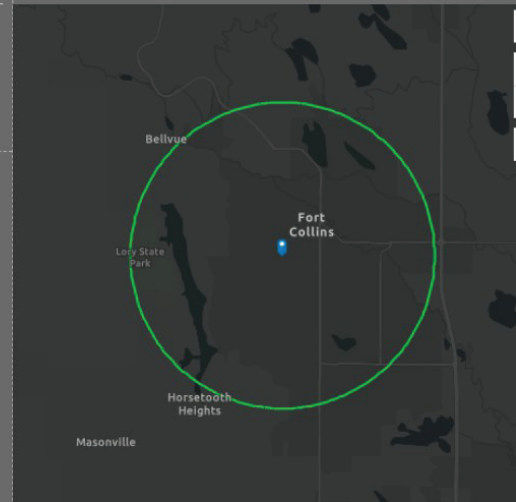 Bellvue
Fort
Collins
Lory State
Park
Horsetooth
Heights
Masonville